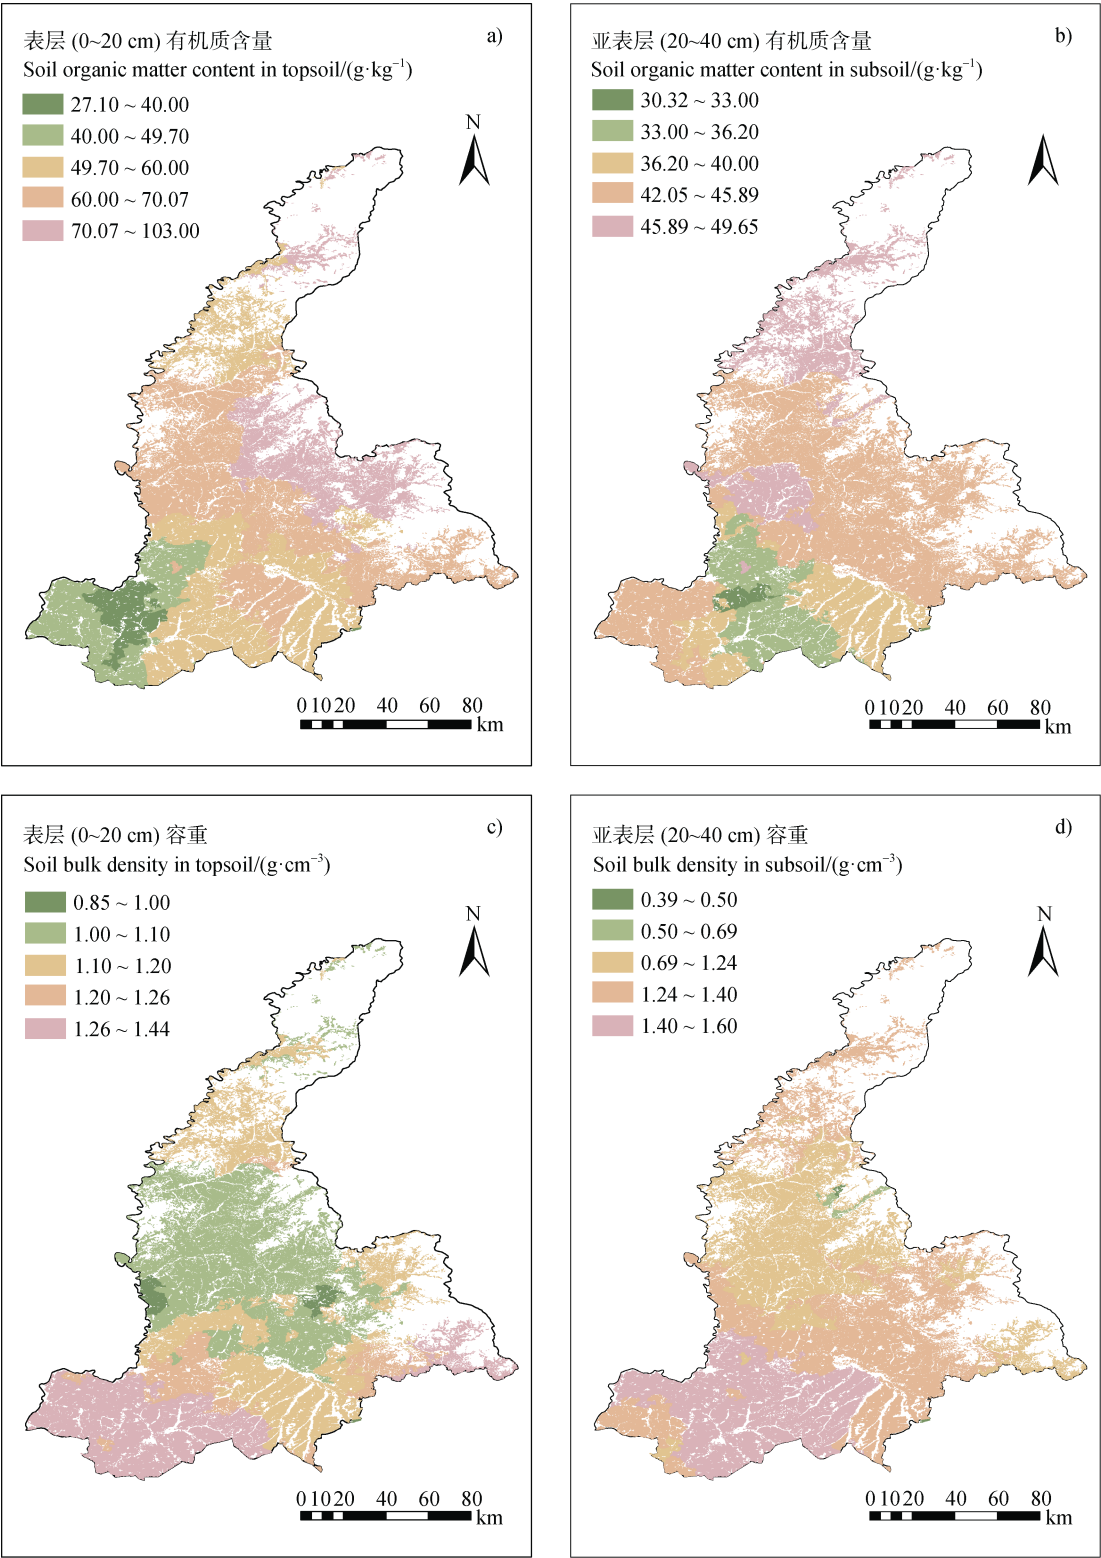 表层 (0~20 cm) 有机质含量
a)
Soil organic matter content in topsoil/(g·kg⁻¹)
27.10 ~ 40.00
40.00 ~ 49.70
49.70 ~ 60.00
60.00 ~ 70.07
70.07 ~ 103.00
N
0 10 20 40 60 80
km
亚表层 (20~40 cm) 有机质含量
b)
Soil organic matter content in subsoil/(g·kg⁻¹)
30.32 ~ 33.00
33.00 ~ 36.20
36.20 ~ 40.00
42.05 ~ 45.89
45.89 ~ 49.65
0 10 20 40 60 80
km
表层 (0~20 cm) 容重
c)
Soil bulk density in topsoil/(g·cm⁻³)
0.85 ~ 1.00
1.00 ~ 1.10
1.10 ~ 1.20
1.20 ~ 1.26
1.26 ~ 1.44
N
0 10 20 40 60 80
km
亚表层 (20~40 cm) 容重
d)
Soil bulk density in subsoil/(g·cm⁻³)
0.39 ~ 0.50
0.50 ~ 0.69
0.69 ~ 1.24
1.24 ~ 1.40
1.40 ~ 1.60
N
0 10 20 40 60 80
km